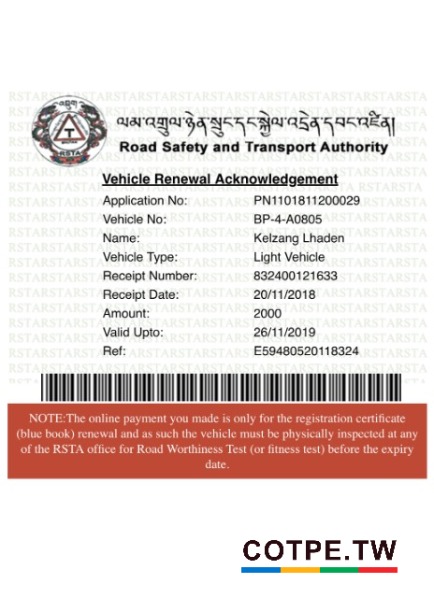 ལམ་འགྲུལ་ཉེན་སྲུང་དང་སྐྱེལ་འདྲེན་དབང་འཛིན།
Road Safety and Transport Authority
Vehicle Renewal Acknowledgement
Application No: PN1101811200029
Vehicle No: BP-4-A0805
Name: Kelzang Lhaden
Vehicle Type: Light Vehicle
Receipt Number: 832400121633
Receipt Date: 20/11/2018
Amount: 2000
Valid Upto: 26/11/2019
Ref: E59480520118324
NOTE:The online payment you made is only for the registration certificate
(blue book) renewal and as such the vehicle must be physically inspected at any
of the RSTA office for Road Worthiness Test (or fitness test) before the expiry
date.
COTPE.TW